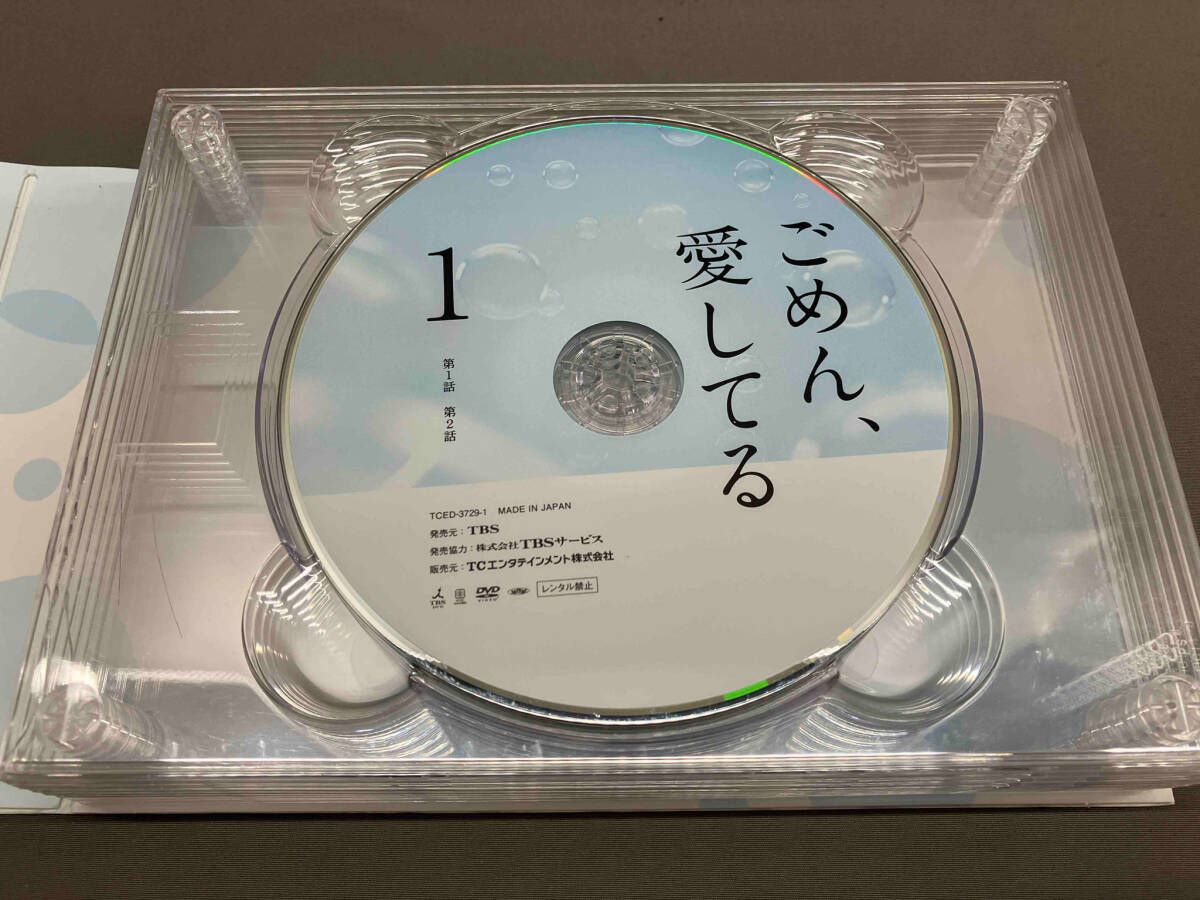 ごめん、
愛してる
1
第1話 第2話
TCED-3729-1 MADE IN JAPAN
発売元：TBS
発売協力：株式会社TBSサービス
販売元：TCエンタテインメント株式会社
TBS
DVD
VIDEO
レンタル禁止